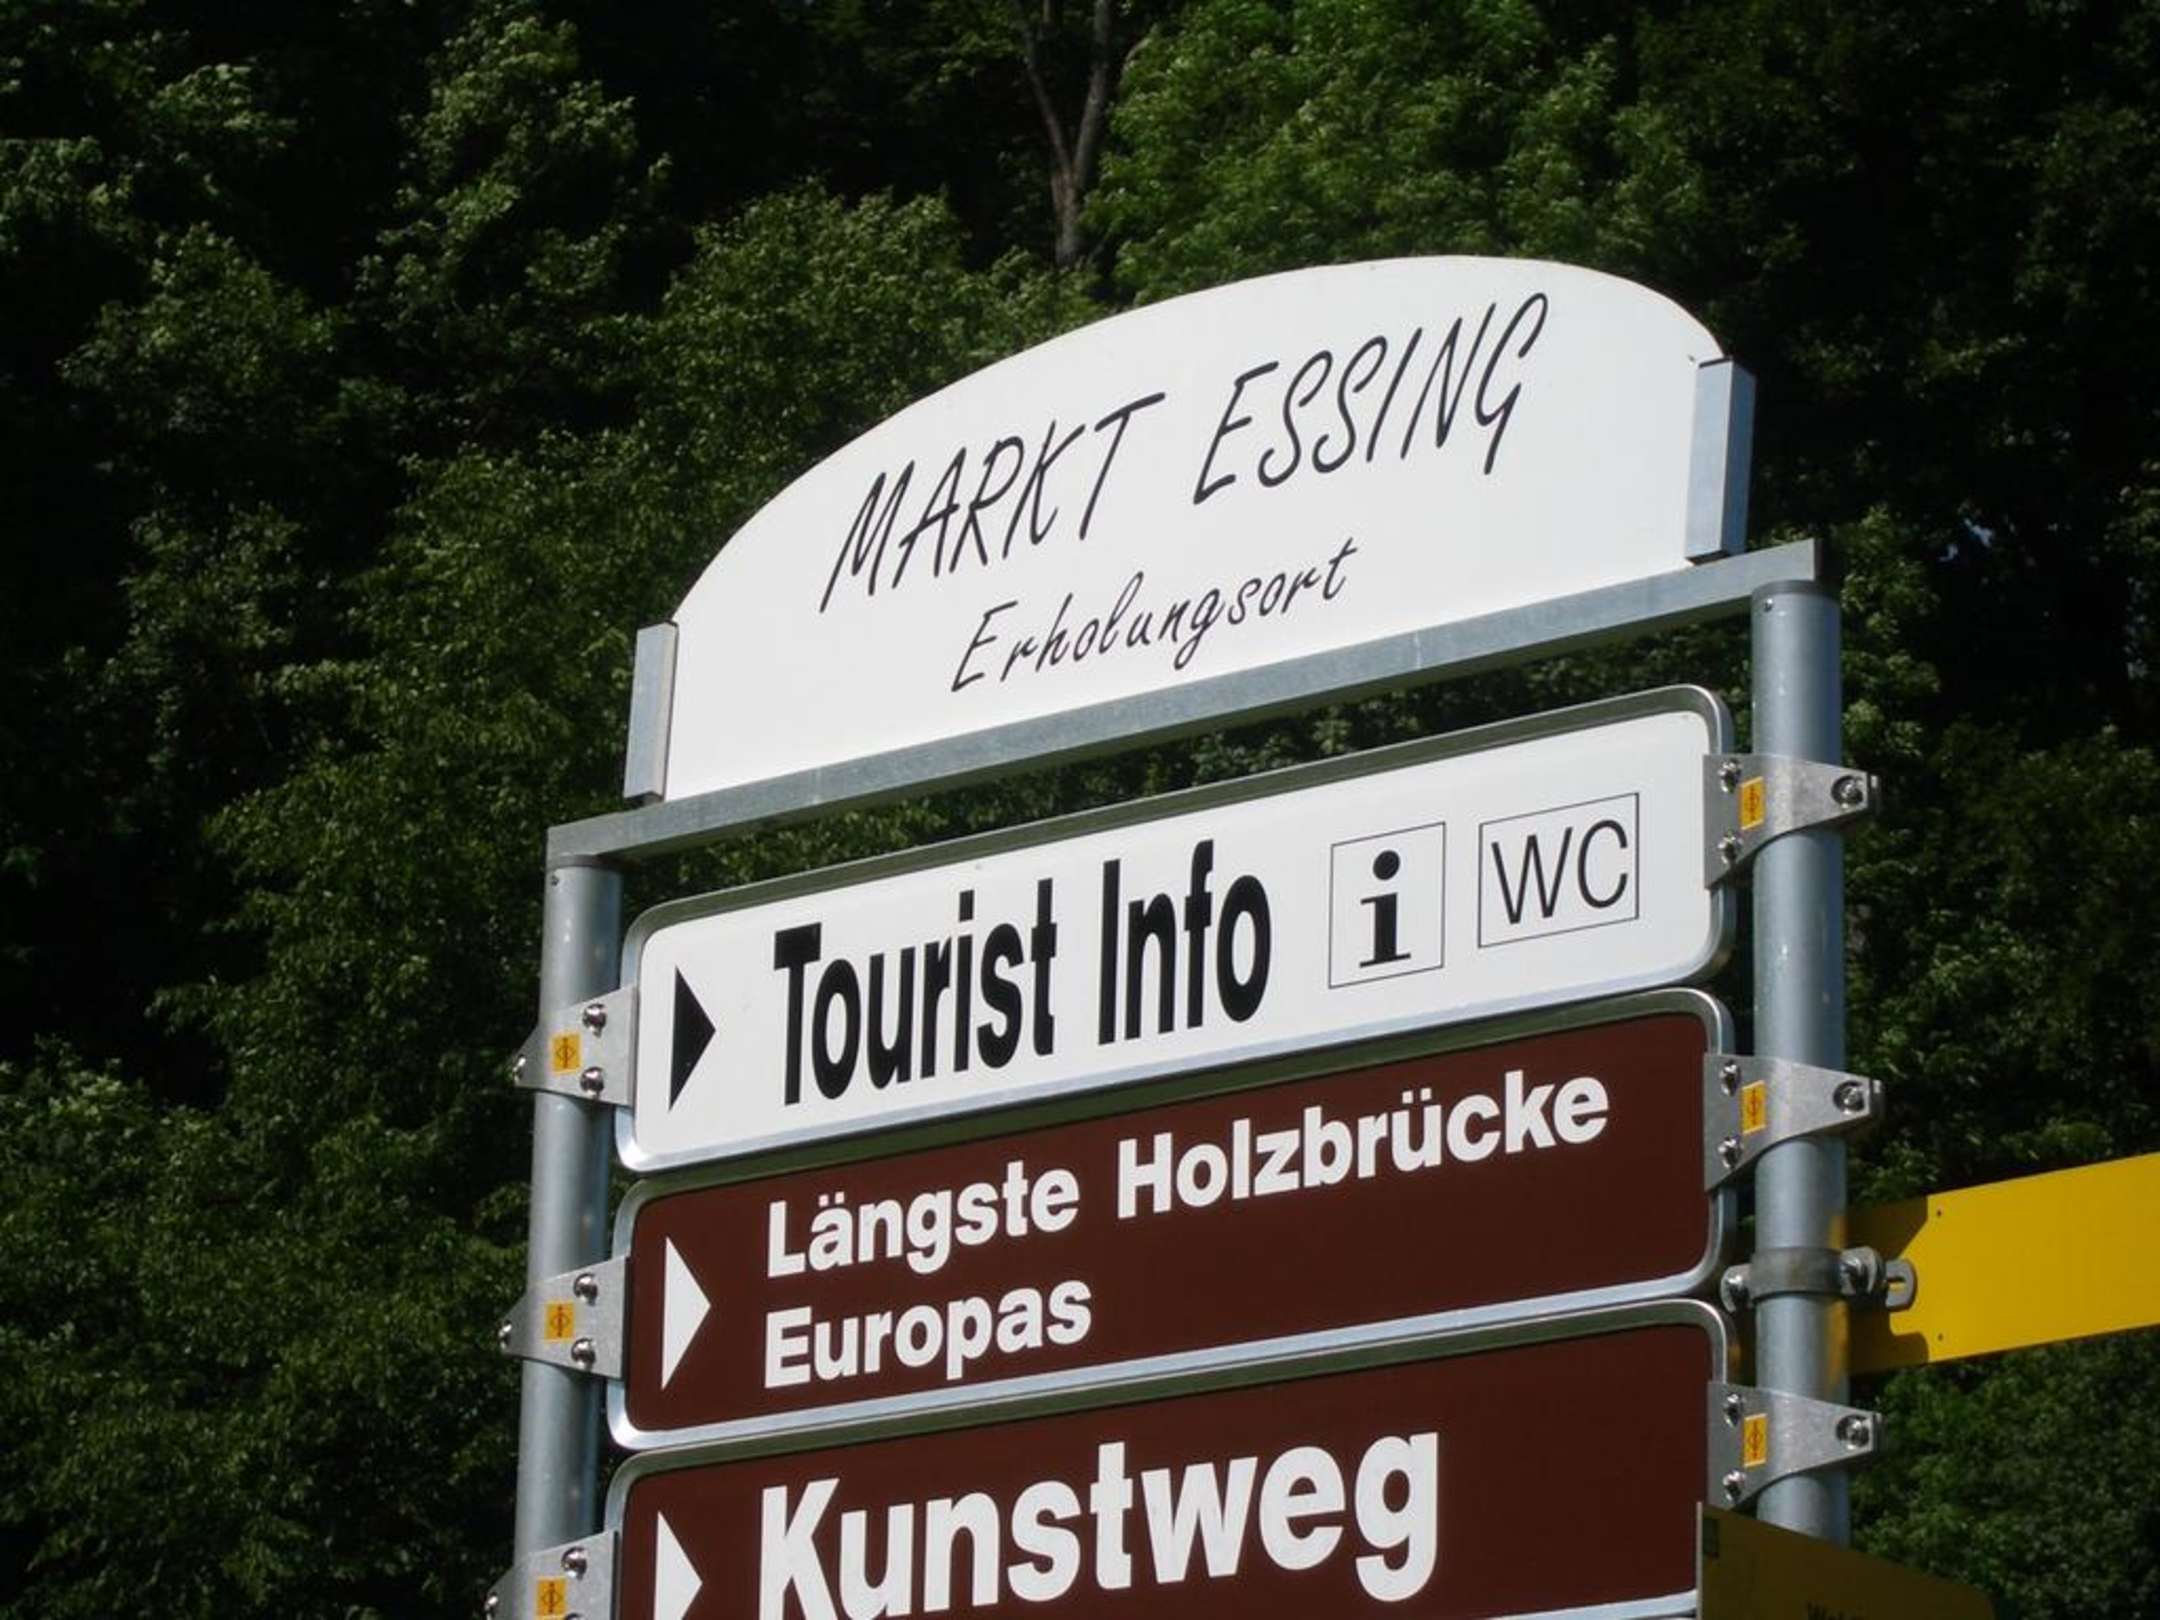 MARKT ESSING
Erholungsort
Tourist Info i WC
Längste Holzbrücke
Europas
Kunstweg